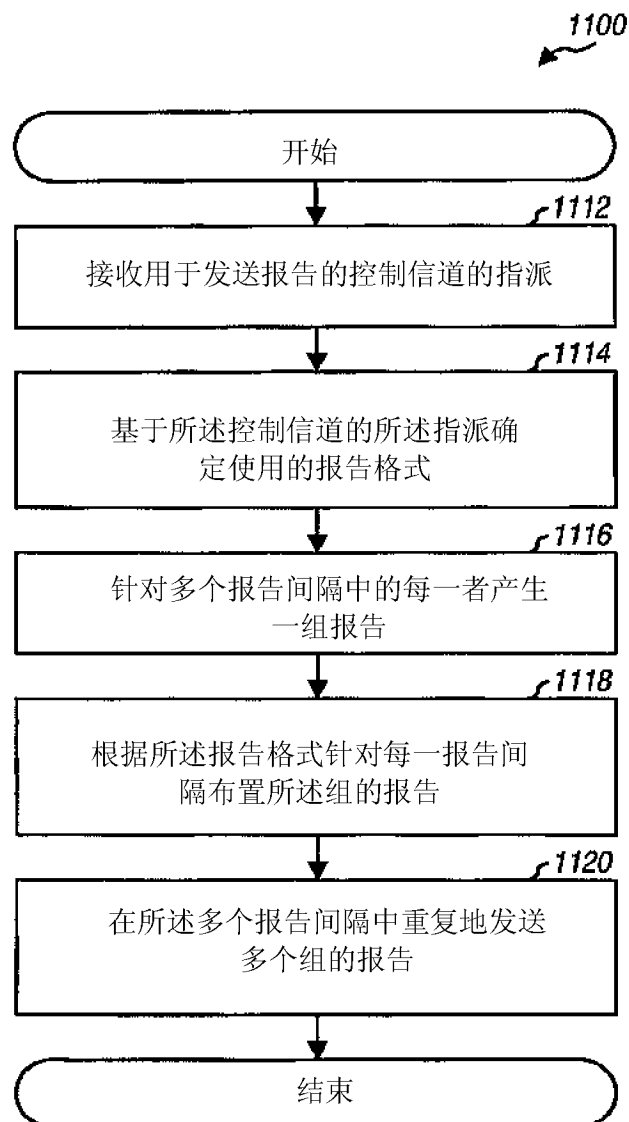 1100
开始
1112
接收用于发送报告的控制信道的指派
1114
基于所述控制信道的所述指派确
定使用的报告格式
1116
针对多个报告间隔中的每一者产生
一组报告
1118
根据所述报告格式针对每一报告间
隔布置所述组的报告
1120
在所述多个报告间隔中重复地发送
多个组的报告
结束